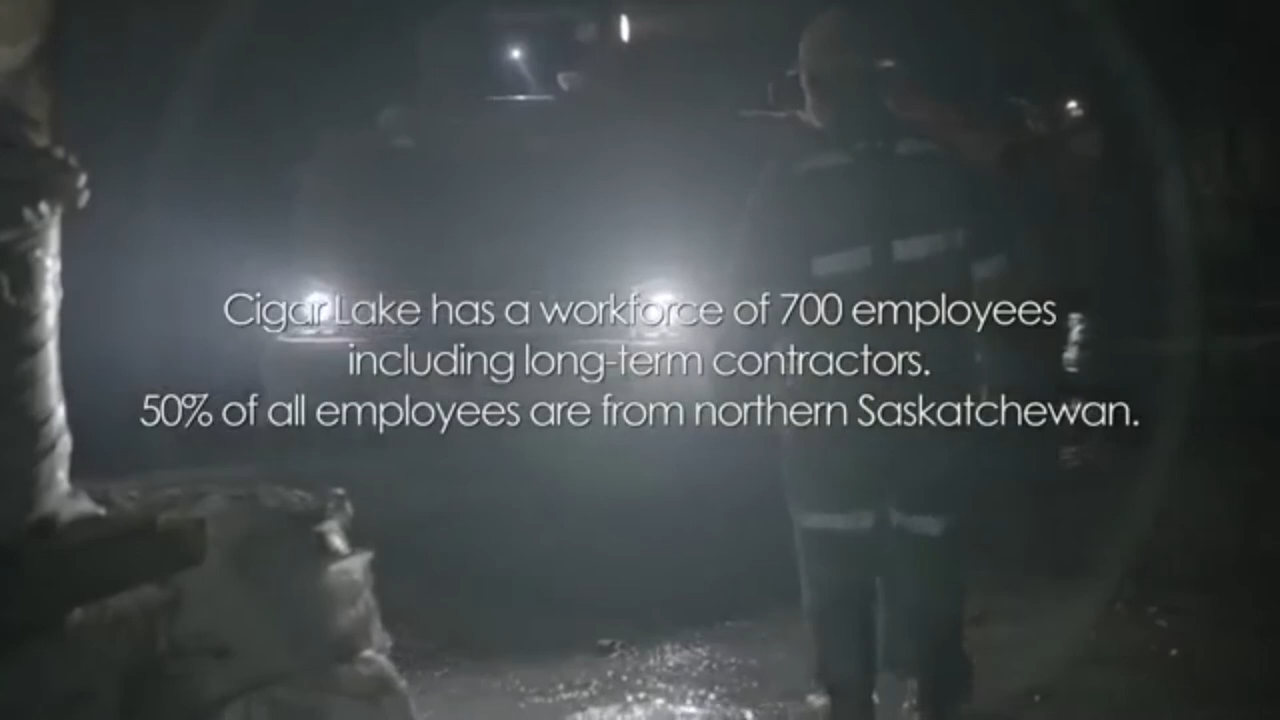 Cigar Lake has a workforce of 700 employees
including long-term contractors.
50% of all employees are from northern Saskatchewan.